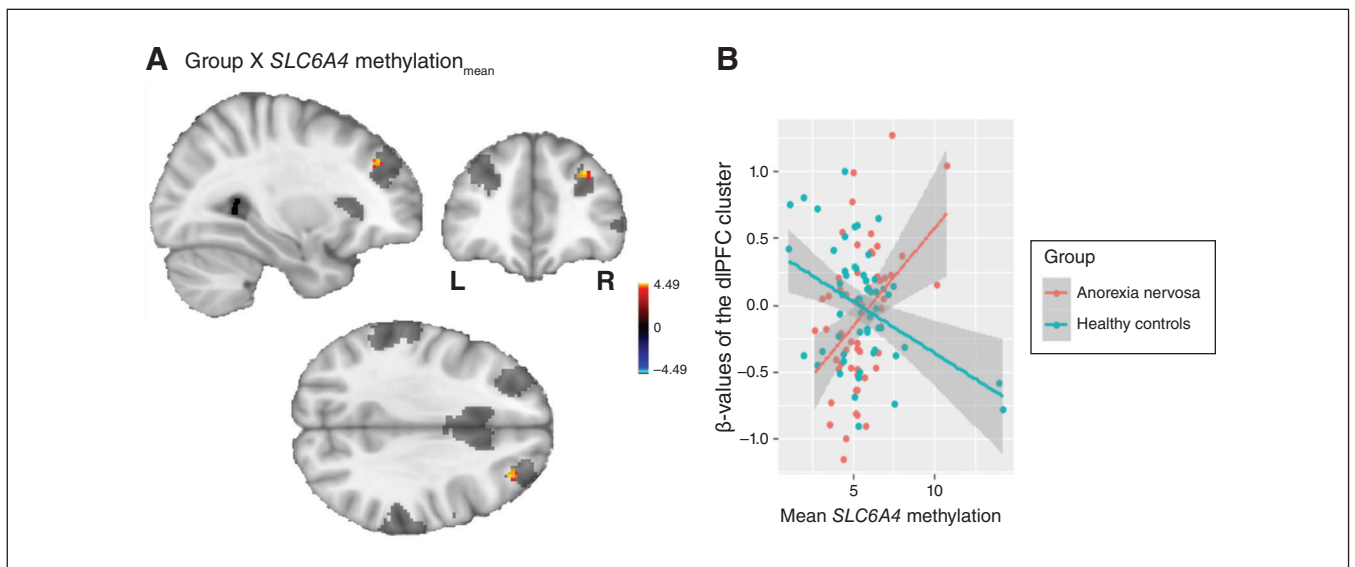 A Group X SLC6A4 methylation mean
L
R
4.49
0
−4.49
B
β-values of the dlPFC cluster
1.0
0.5
0.0
−0.5
−1.0
5
10
Mean SLC6A4 methylation
Group
Anorexia nervosa
Healthy controls